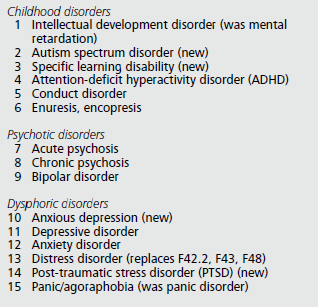 Childhood disorders
1 Intellectual development disorder (was mental
retardation)
2 Autism spectrum disorder (new)
3 Specific learning disability (new)
4 Attention-deficit hyperactivity disorder (ADHD)
5 Conduct disorder
6 Enuresis, encopresis
Psychotic disorders
7 Acute psychosis
8 Chronic psychosis
9 Bipolar disorder
Dysphoric disorders
10 Anxious depression (new)
11 Depressive disorder
12 Anxiety disorder
13 Distress disorder (replaces F42.2, F43, F48)
14 Post-traumatic stress disorder (PTSD) (new)
15 Panic/agoraphobia (was panic disorder)